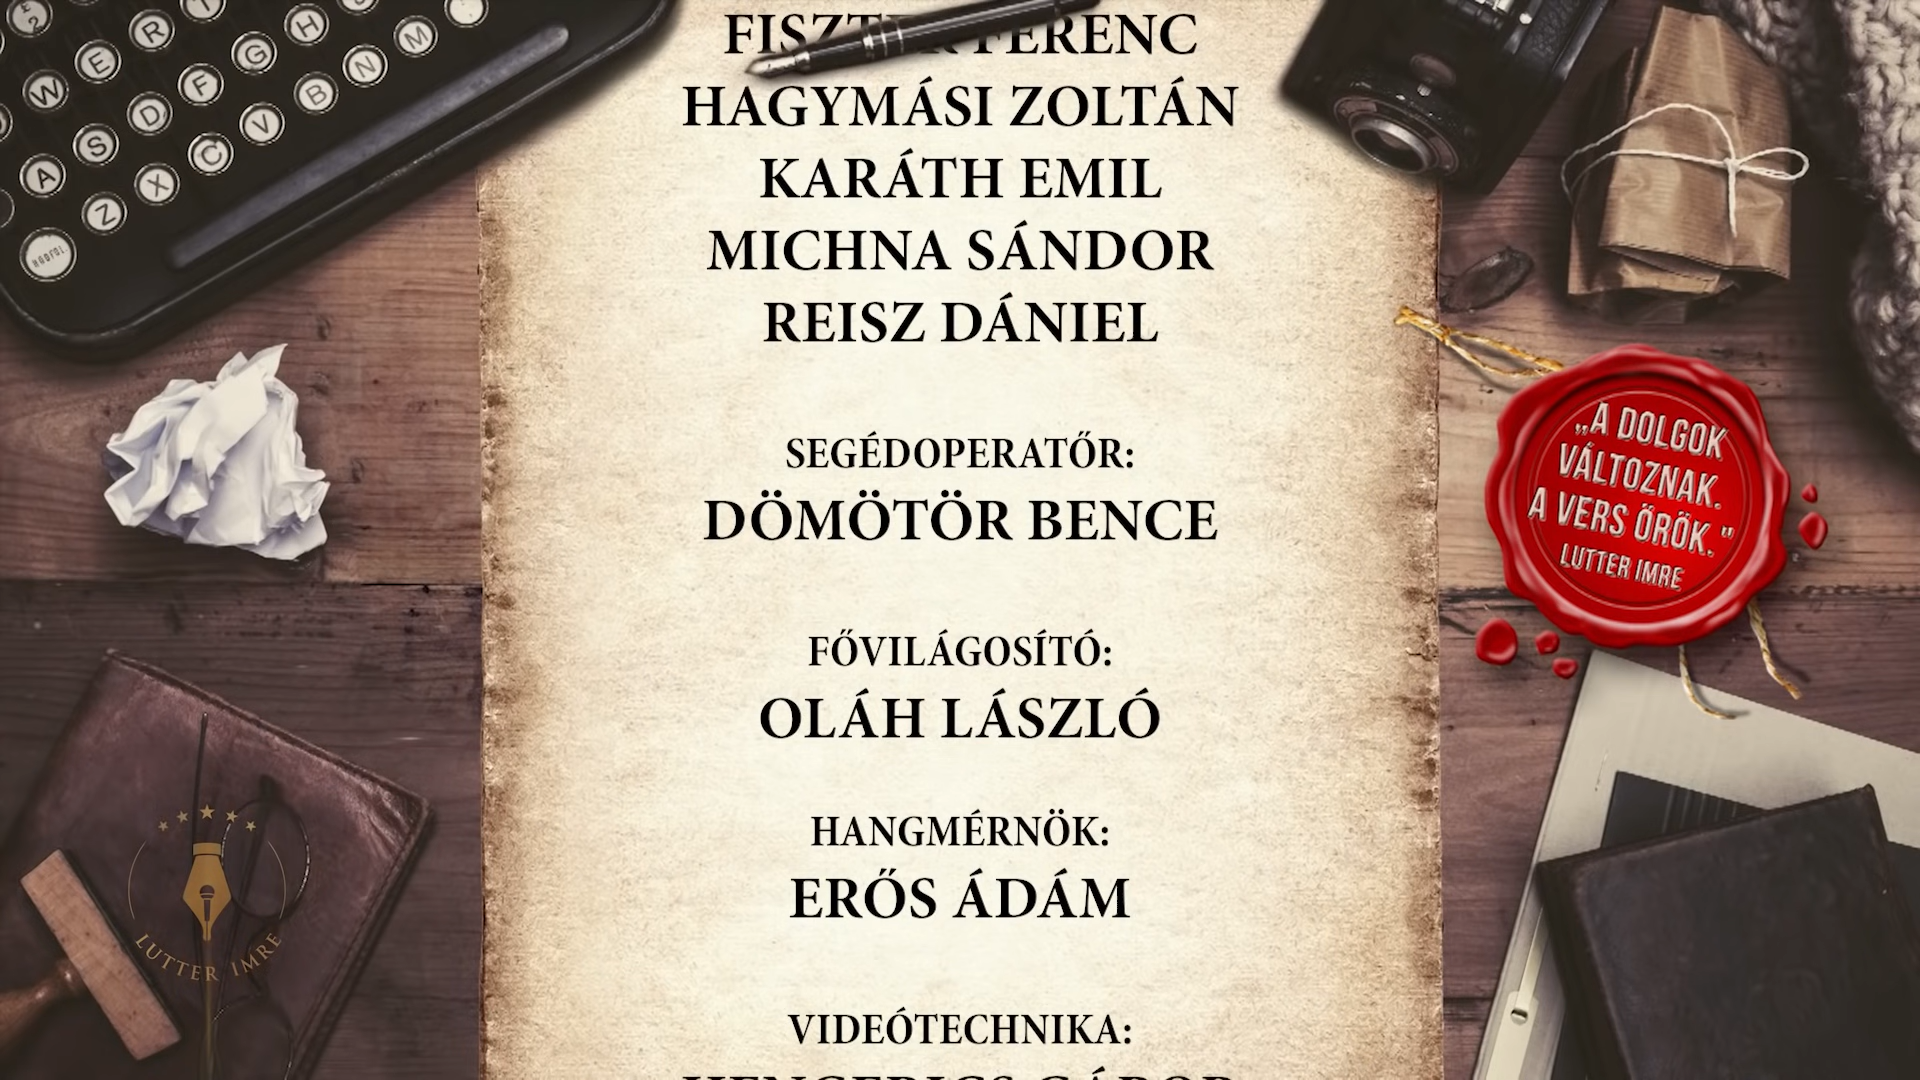 FERENC
HAGYMÁSI ZOLTÁN
KARÁTH EMIL
MICHNA SÁNDOR
REISZ DÁNIEL
SEGÉDOPERATŐR:
DÖMÖTÖR BENCE
FŐVILÁGOSÍTÓ:
OLÁH LÁSZLÓ
HANGMÉRNÖK:
ERŐS ÁDÁM
VIDEÓTECHNIKA:
„A DOLGOK
VÁLTOZNAK.
A VERS ÖRÖK."
LUTTER IMRE
LUTTER IMRE
W E R T
A S D F G H
Z X C V B N M